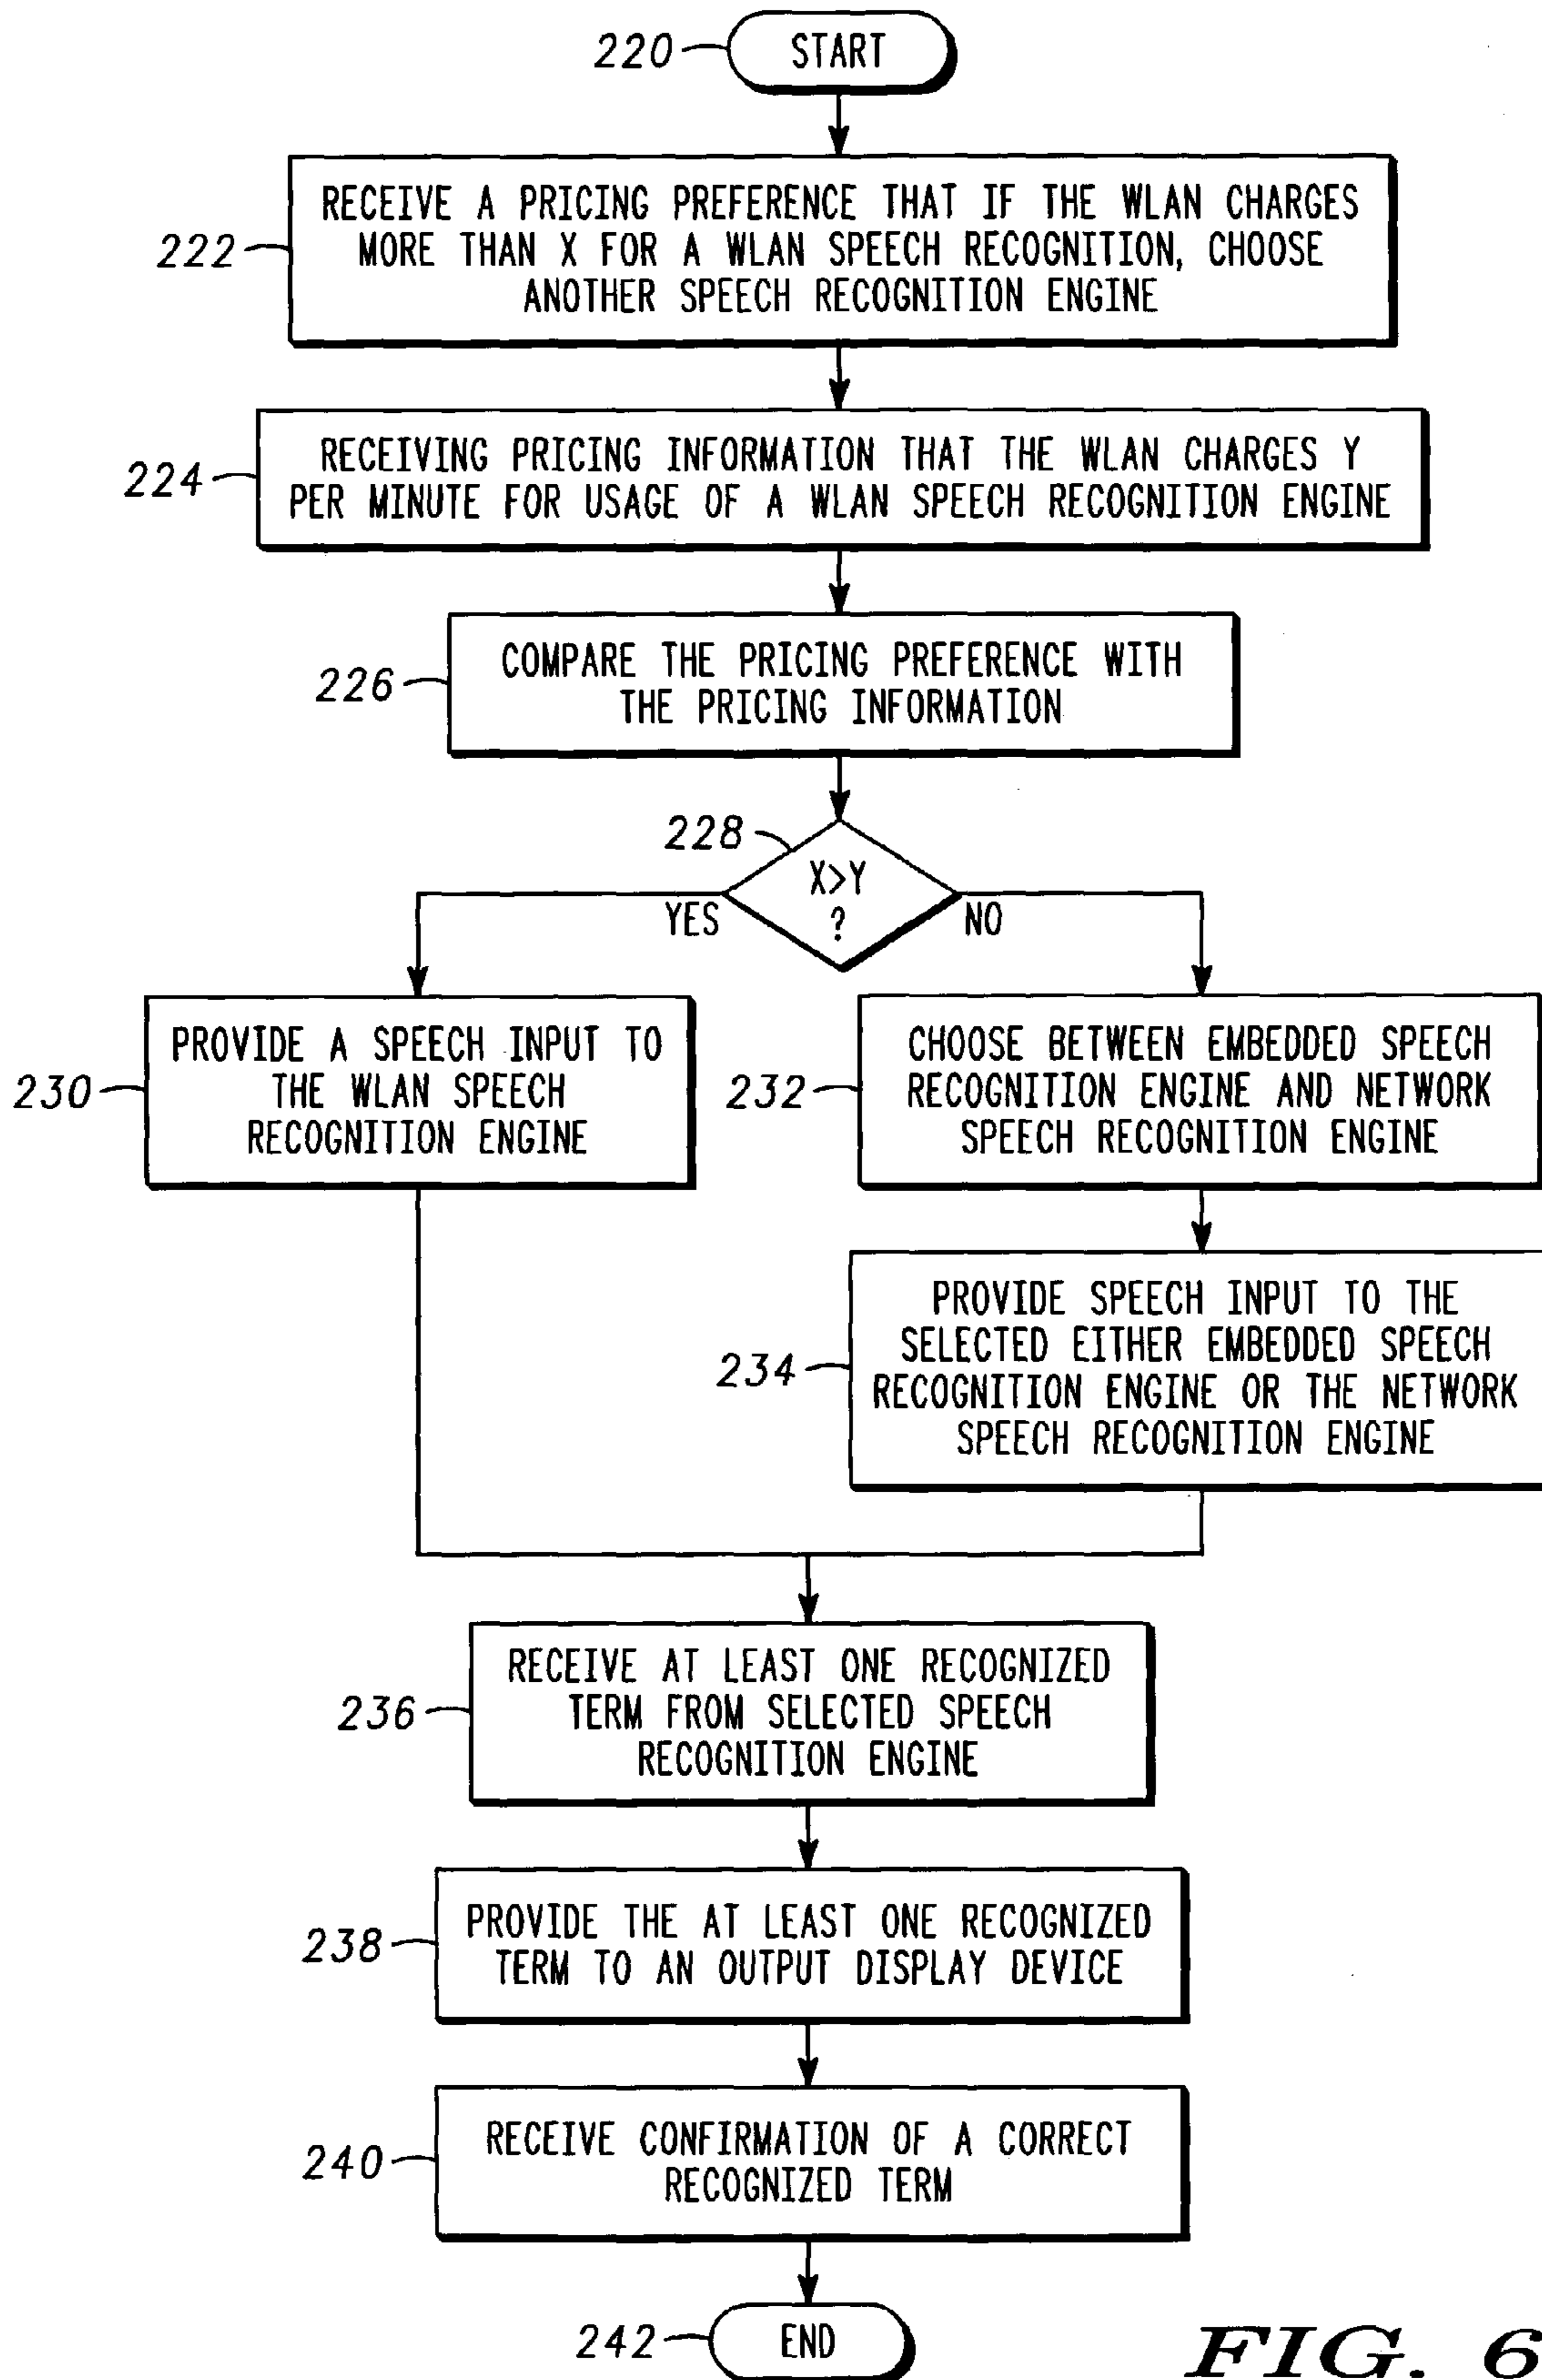 220
START
222
RECEIVE A PRICING PREFERENCE THAT IF THE WLAN CHARGES
MORE THAN X FOR A WLAN SPEECH RECOGNITION, CHOOSE
ANOTHER SPEECH RECOGNITION ENGINE
224
RECEIVING PRICING INFORMATION THAT THE WLAN CHARGES Y
PER MINUTE FOR USAGE OF A WLAN SPEECH RECOGNITION ENGINE
226
COMPARE THE PRICING PREFERENCE WITH
THE PRICING INFORMATION
228
X>Y
?
YES
NO
230
PROVIDE A SPEECH INPUT TO
THE WLAN SPEECH
RECOGNITION ENGINE
232
CHOOSE BETWEEN EMBEDDED SPEECH
RECOGNITION ENGINE AND NETWORK
SPEECH RECOGNITION ENGINE
234
PROVIDE SPEECH INPUT TO THE
SELECTED EITHER EMBEDDED SPEECH
RECOGNITION ENGINE OR THE NETWORK
SPEECH RECOGNITION ENGINE
236
RECEIVE AT LEAST ONE RECOGNIZED
TERM FROM SELECTED SPEECH
RECOGNITION ENGINE
238
PROVIDE THE AT LEAST ONE RECOGNIZED
TERM TO AN OUTPUT DISPLAY DEVICE
240
RECEIVE CONFIRMATION OF A CORRECT
RECOGNIZED TERM
242
END
FIG. 6